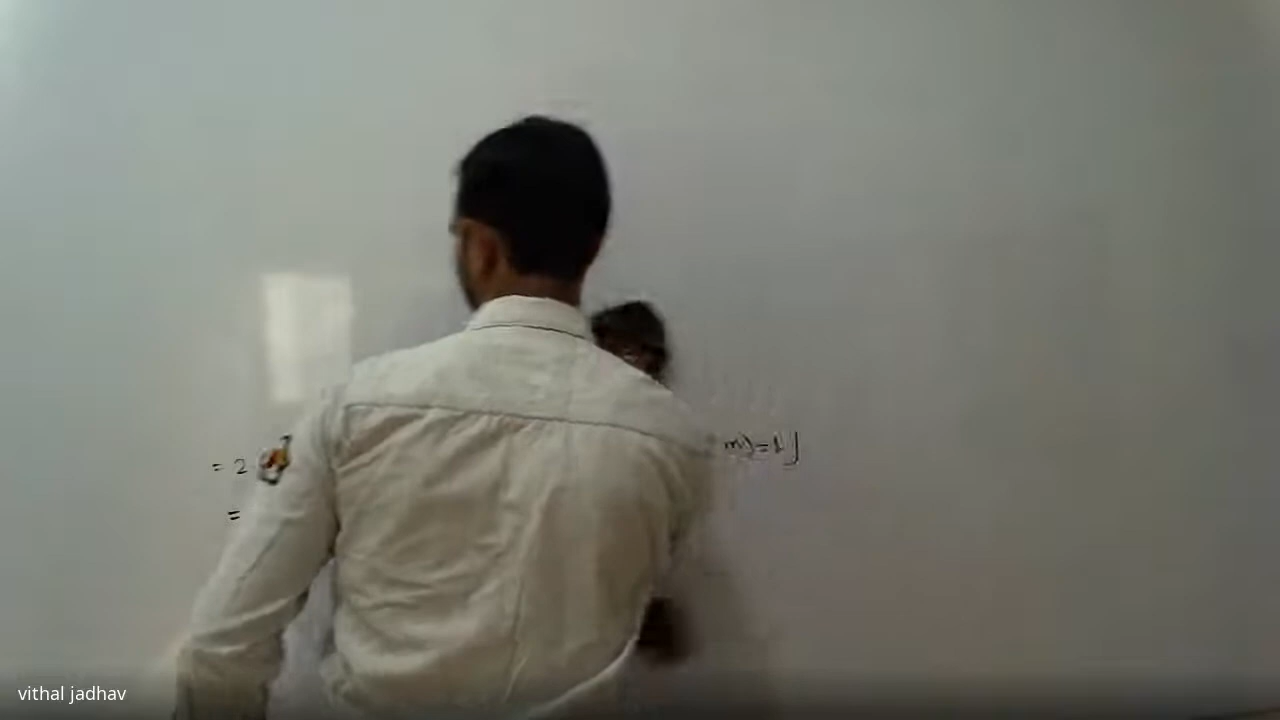 = 2
m)=1]
=
vithal jadhav